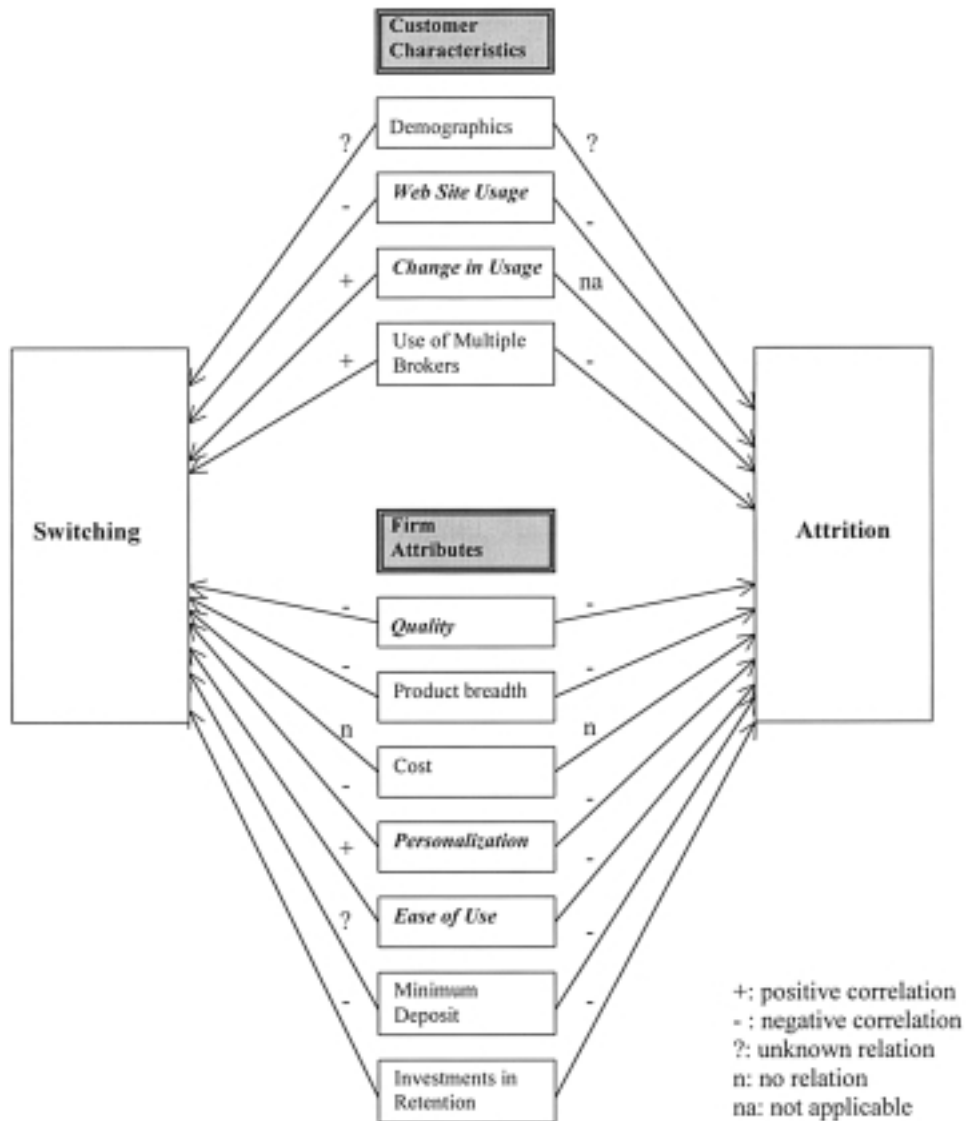 Customer
Characteristics
?
Demographics
?
-
Web Site Usage
-
+
Change in Usage
na
+
Use of Multiple
Brokers
-
Switching
Firm
Attributes
Attrition
-
Quality
-
-
Product breadth
-
n
Cost
n
-
Personalization
-
+
Ease of Use
-
?
Minimum
Deposit
-
-
Investments in
Retention
-
+: positive correlation
- : negative correlation
?: unknown relation
n: no relation
na: not applicable